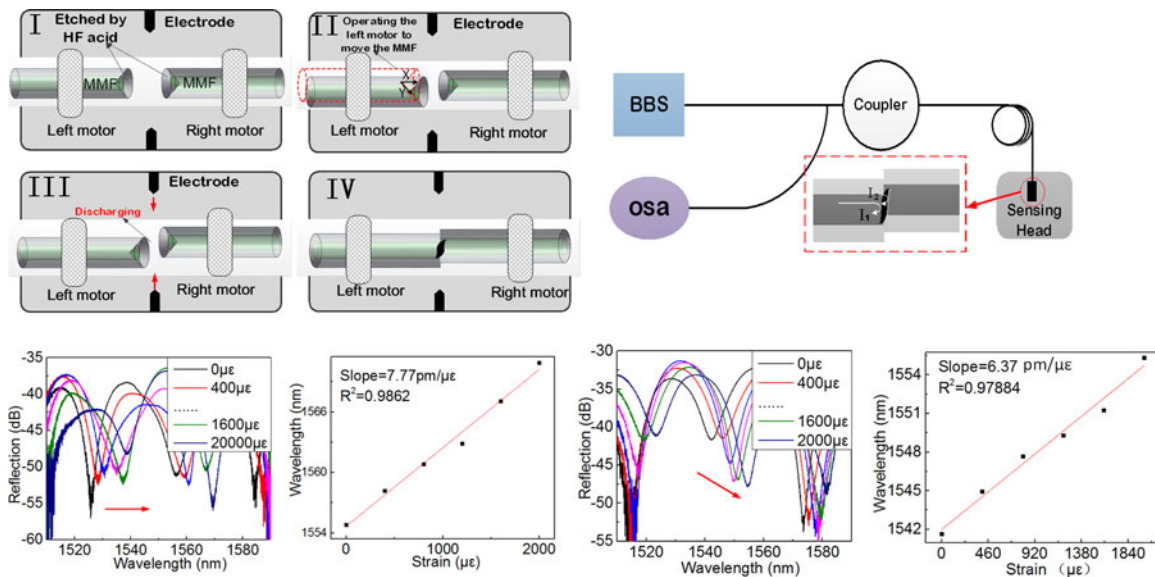 I
Etched by
HF acid
Electrode
MMF
MMF
Left motor
Right motor
II
Operating the
left motor to
move the MMF
Electrode
X
Y
Left motor
Right motor
III
Electrode
Discharging
Left motor
Right motor
IV
Left motor
Right motor
BBS
Coupler
osa
I2
I1
Sensing
Head
-35
-40
-45
-50
-55
-60
Reflection (dB)
1520 1540 1560 1580
Wavelength (nm)
0με
400με
......
1600με
20000με
Slope=7.77pm/με
R²=0.9862
1566
1560
1554
Wavelength (nm)
0 1000 2000
Strain (με)
-30
-35
-40
-45
-50
-55
Reflection (dB)
1520 1540 1560 1580
Wavelength (nm)
0με
400με
.....
1600με
2000με
Slope=6.37 pm/με
R²=0.97884
1554
1551
1548
1545
1542
Wavelength (nm)
0 460 920 1380 1840
Strain (με)